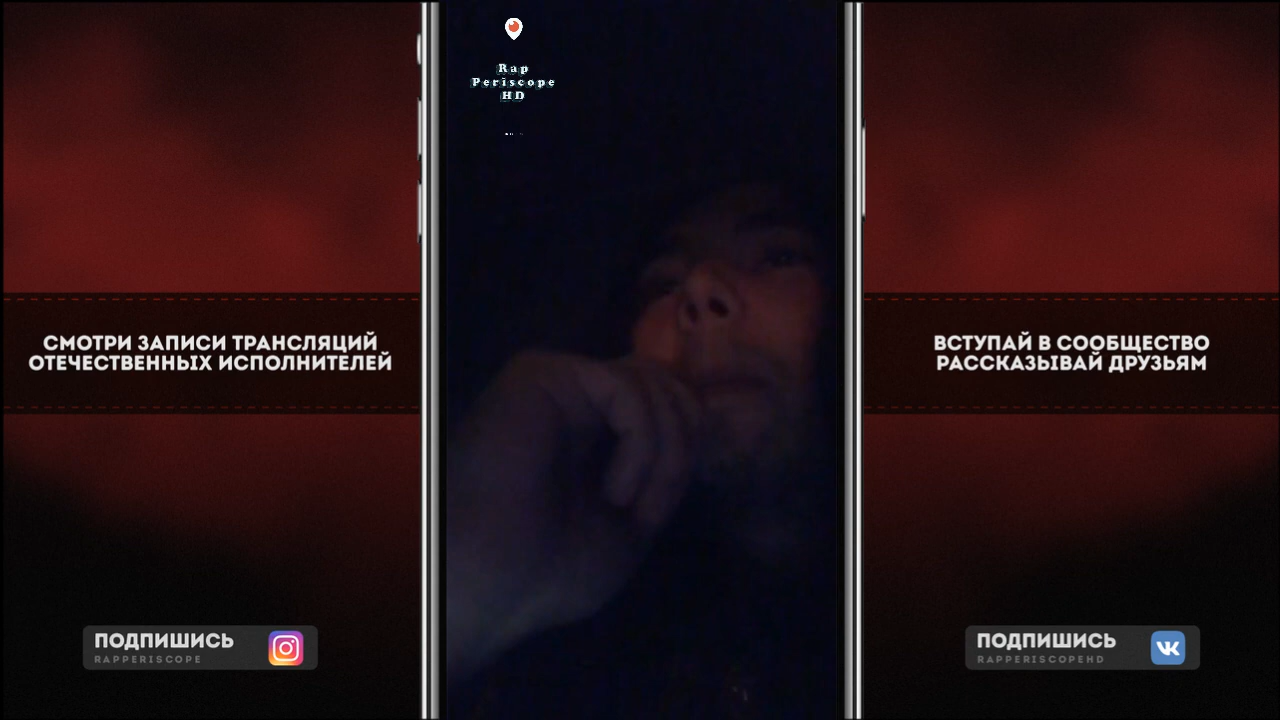 Rap
Periscope
HD
СМОТРИ ЗАПИСИ ТРАНСЛЯЦИЙ
ОТЕЧЕСТВЕННЫХ ИСПОЛНИТЕЛЕЙ
ВСТУПАЙ В СООБЩЕСТВО
РАССКАЗЫВАЙ ДРУЗЬЯМ
ПОДПИШИСЬ
RAPPERISCOPE
ПОДПИШИСЬ
RAPPERISCOPEHD